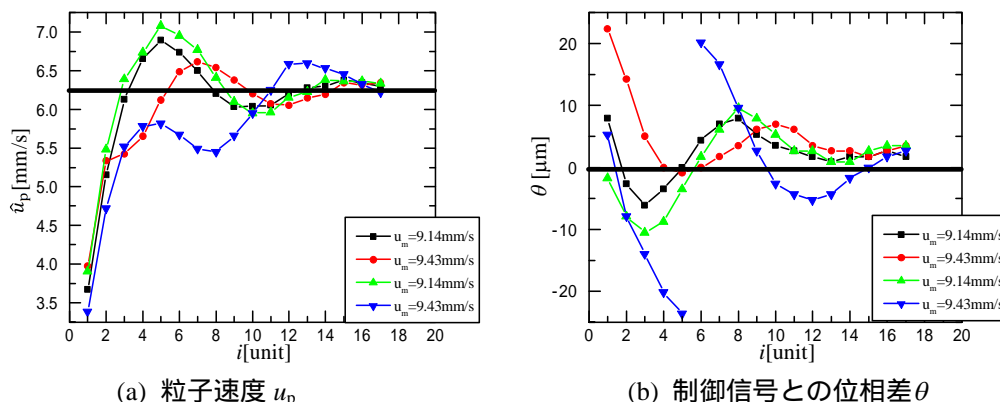 7.0
6.5
6.0
5.5
5.0
4.5
4.0
3.5
û_p[mm/s]
0 2 4 6 8 10 12 14 16 18 20
i[unit]
u_m=9.14mm/s
u_m=9.43mm/s
u_m=9.14mm/s
u_m=9.43mm/s
(a) 粒子速度 u_p
20
10
0
-10
-20
θ [μm]
0 2 4 6 8 10 12 14 16 18 20
i[unit]
u_m=9.14mm/s
u_m=9.43mm/s
u_m=9.14mm/s
u_m=9.43mm/s
(b) 制御信号との位相差θ